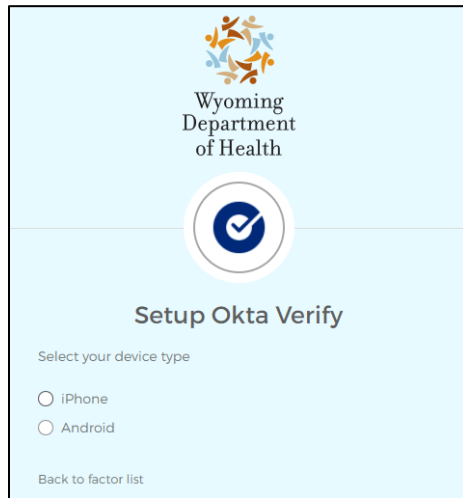 Wyoming
Department
of Health
Setup Okta Verify
Select your device type
iPhone
Android
Back to factor list